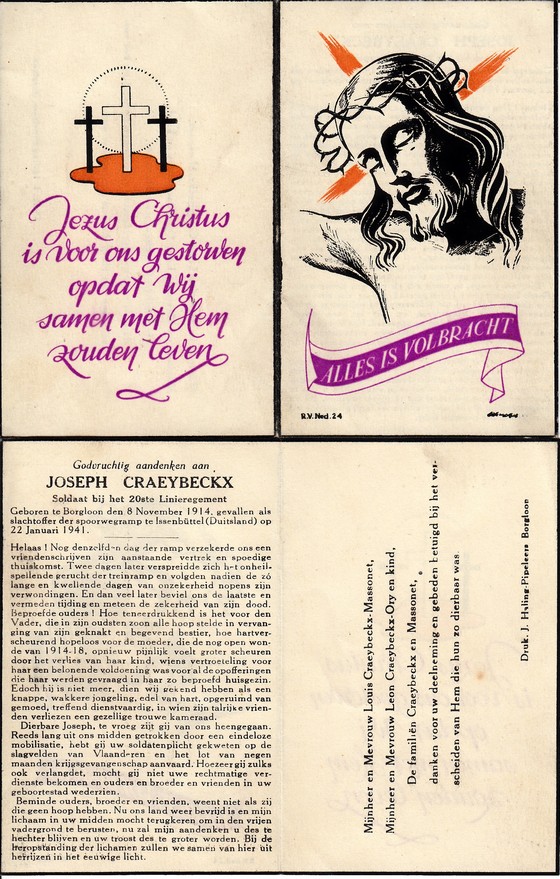 Jezus Christus
is voor ons gestorven
opdat Wij
samen met Hem
zouden leven
ALLES IS VOLBRACHT
R.V. Ned. 24
Godvruchtig aandenken aan
JOSEPH CRAEYBECKX
Soldaat bij het 20ste Linieregement
Geboren te Borgloon den 8 November 1914, gevallen als
slachtoffer der spoorwegramp te Issenbüttel (Duitsland) op
22 Januari 1941.
Helaas ! Nog denzelfden dag der ramp verzekerde ons een
vriendenschrijven zijn aanstaande vertrek en spoedige
thuiskomst. Twee dagen later verspreidde zich het onheil-
spellende gerucht der treinramp en volgden nadien de zó
lange en kwellende dagen van onzekerheid nopens zijn
verwondingen. En dan veel later beviel ons de laatste en
vermeden tijding en meteen de zekerheid van zijn dood.
Beproefde ouders ! Hoe terneerdrukkend is het voor den
Vader, die in zijn oudsten zoon alle hoop stelde in vervan-
ging van zijn geknakt en begevend bestier, hoe hartver-
scheurend hopeloos voor de moeder, die de nog open won-
de van 1914-18, opnieuw pijnlijk voelt groter scheuren
door het verlies van haar kind, wiens vertroeteling voor
haar een belonende voldoening was voor al de opofferingen
die haar werden gevraagd in haar zo beproefd huisgezin.
Edoch hij is niet meer, dien wij gekend hebben als een
knappe, wakkere jongeling, edel van hart, opgeruimd van
gemoed, treffend dienstvaardig, in wien zijn talrijke vrien-
den verliezen een gezellige trouwe kameraad.
Dierbare Joseph, te vroeg zijt gij van ons heengegaan.
Reeds lang uit ons midden getrokken door een eindeloze
mobilisatie, hebt gij uw soldatenplicht gekweten op de
slagvelden van Vlaanderen en het lot van negen
maanden krijgsgevangenschap aanvaard. Hoezeer gij zulks
ook verlangdet, mocht gij niet uwe rechtmatige ver-
dienste bekomen en ouders en broeder en vrienden in uw
geboortestad wederzien.
Beminde ouders, broeder en vrienden, weent niet als zij
die geen hoop hebben. Nu ons land weer bevrijd is en mijn
lichaam in uw midden mocht terugkeren om in den vrijen
vadergrond te berusten, nu zal mijn aandenken u des te
hechter blijven en uw troost des te groter worden. Bij de
heropstanding der lichamen zullen we samen van hier uit
herrijzen in het eeuwige licht.
Mijnheer en Mevrouw Louis Craeybeckx-Massonet,
Mijnheer en Mevrouw Leon Craeybeckx-Ory en kind,
De familiën Craeybeckx en Massonet,
danken voor uw deelneming en gebeden betuigd bij het ver-
scheiden van Hem die hun zo dierbaar was
Druk. J. Haling-Pipeleers Borgloon